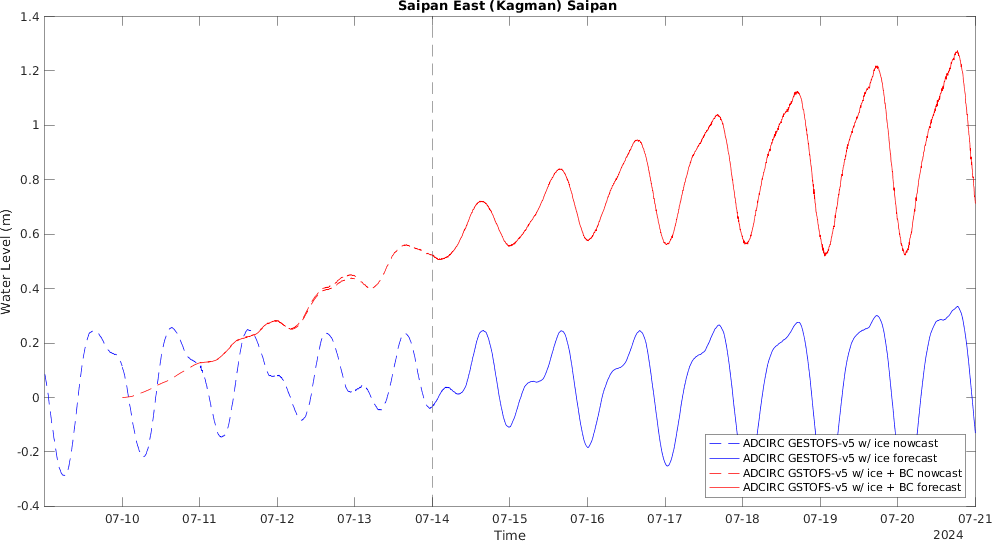 Saipan East (Kagman) Saipan
1.4
1.2
1
0.8
0.6
0.4
0.2
0
-0.2
-0.4
Water Level (m)
ADCIRC GESTOFS-v5 w/ ice nowcast
ADCIRC GESTOFS-v5 w/ ice forecast
ADCIRC GSTOFS-v5 w/ ice + BC nowcast
ADCIRC GSTOFS-v5 w/ ice + BC forecast
07-10 07-11 07-12 07-13 07-14 07-15 07-16 07-17 07-18 07-19 07-20 07-21
Time
2024